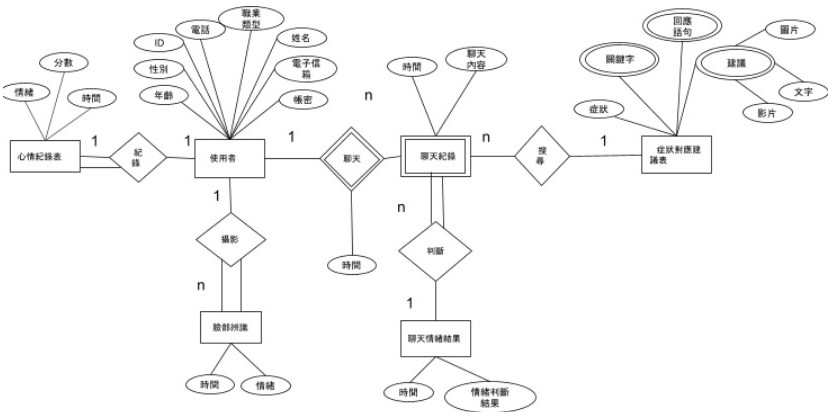 職業
類型
電話
姓名
ID
電子信
箱
性別
年齡
帳密
分數
情緒
時間
時間
聊天
內容
回應
語句
關鍵字
圖片
建議
文字
影片
症狀
n
1
1
1
n
1
心情紀錄表
紀
錄
使用者
聊天
聊天紀錄
搜
尋
症狀對應建
議表
1
n
攝影
判斷
時間
n
1
臉部辨識
聊天情緒結果
時間
情緒
時間
情緒判斷
結果